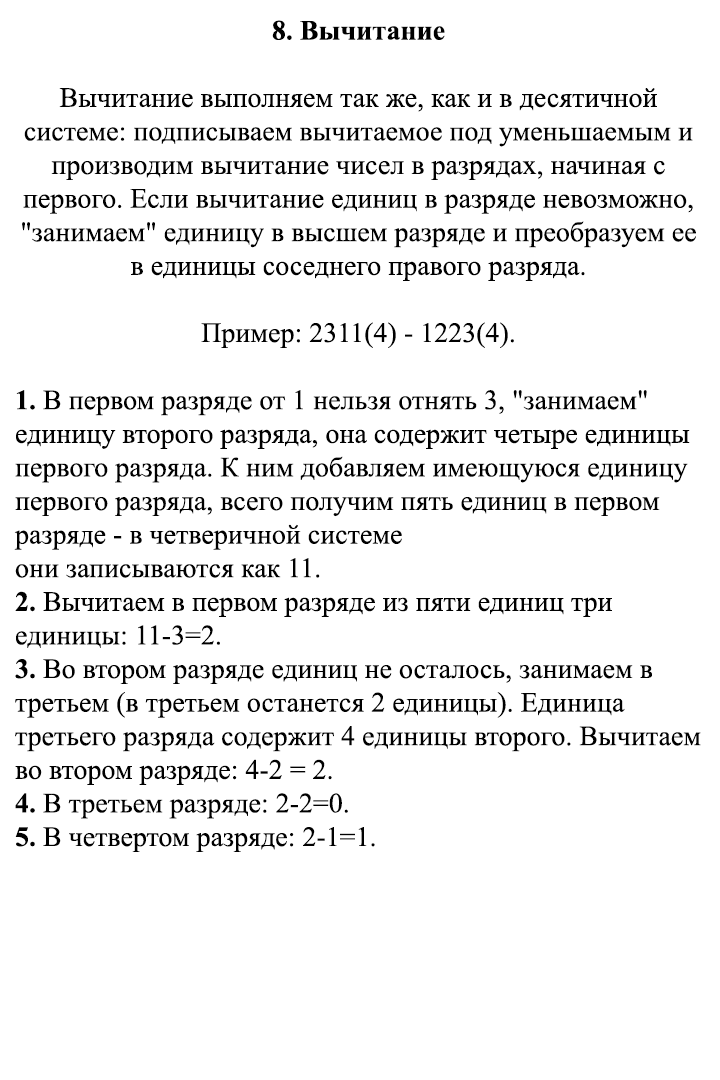 8. Вычитание
Вычитание выполняем так же, как и в десятичной
системе: подписываем вычитаемое под уменьшаемым и
производим вычитание чисел в разрядах, начиная с
первого. Если вычитание единиц в разряде невозможно,
"занимаем" единицу в высшем разряде и преобразуем ее
в единицы соседнего правого разряда.
Пример: 2311(4) - 1223(4).
1. В первом разряде от 1 нельзя отнять 3, "занимаем"
единицу второго разряда, она содержит четыре единицы
первого разряда. К ним добавляем имеющуюся единицу
первого разряда, всего получим пять единиц в первом
разряде - в четверичной системе
они записываются как 11.
2. Вычитаем в первом разряде из пяти единиц три
единицы: 11-3=2.
3. Во втором разряде единиц не осталось, занимаем в
третьем (в третьем останется 2 единицы). Единица
третьего разряда содержит 4 единицы второго. Вычитаем
во втором разряде: 4-2 = 2.
4. В третьем разряде: 2-2=0.
5. В четвертом разряде: 2-1=1.